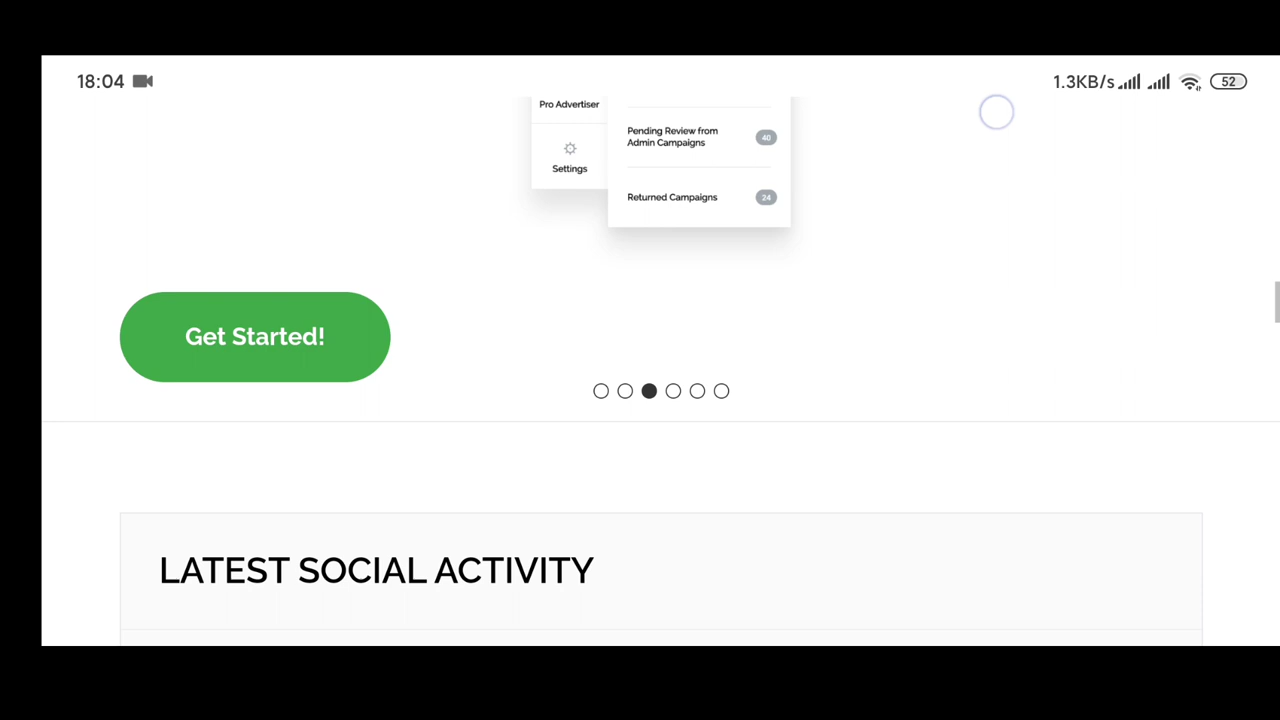 18:04
1.3KB/s
52
Pro Advertiser
Settings
Pending Review from
Admin Campaigns
40
Returned Campaigns
24
Get Started!
LATEST SOCIAL ACTIVITY